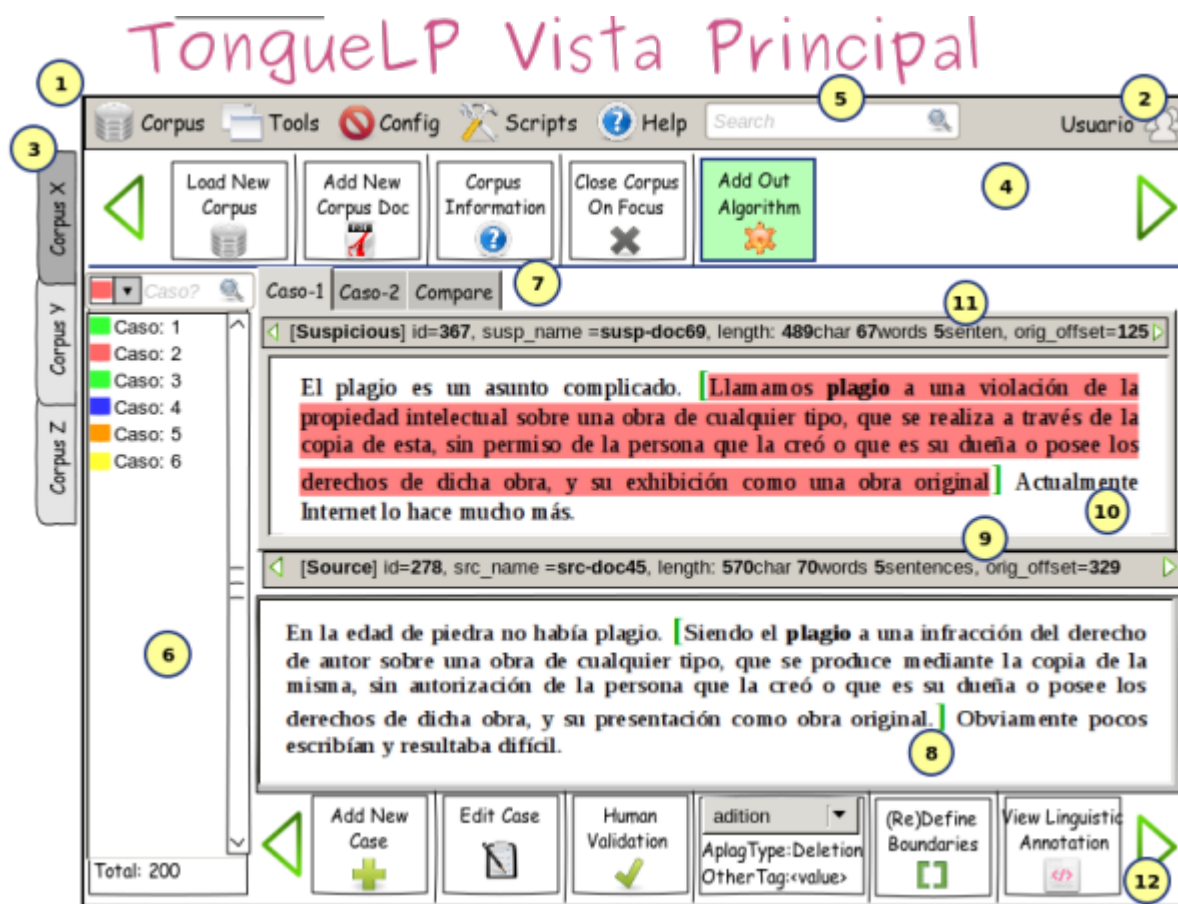 TongueLP Vista Principal
1
2
3
5
Corpus Tools Config Scripts Help Search Usuario
4
Corpus X
Corpus Y
Corpus Z
Load New
Corpus
Add New
Corpus Doc
Corpus
Information
Close Corpus
On Focus
Add Out
Algorithm
Caso?
Caso-1 Caso-2 Compare
7
11
Caso: 1
Caso: 2
Caso: 3
Caso: 4
Caso: 5
Caso: 6
6
Total: 200
[Suspicious] id=367, susp_name =susp-doc69, length: 489char 67words 5senten, orig_offset=125
El plagio es un asunto complicado. [Llamamos plagio a una violación de la
propiedad intelectual sobre una obra de cualquier tipo, que se realiza a través de la
copia de esta, sin permiso de la persona que la creó o que es su dueña o posee los
derechos de dicha obra, y su exhibición como una obra original] Actualmente
Internet lo hace mucho más.
10
9
[Source] id=278, src_name =src-doc45, length: 570char 70words 5sentences, orig_offset=329
En la edad de piedra no había plagio. [Siendo el plagio a una infracción del derecho
de autor sobre una obra de cualquier tipo, que se produce mediante la copia de la
misma, sin autorización de la persona que la creó o que es su dueña o posee los
derechos de dicha obra, y su presentación como obra original.] Obviamente pocos
escribían y resultaba difícil.
8
Add New
Case
Edit Case
Human
Validation
adition
AplagType:Deletion
OtherTag:<value>
(Re)Define
Boundaries
View Linguistic
Annotation
12